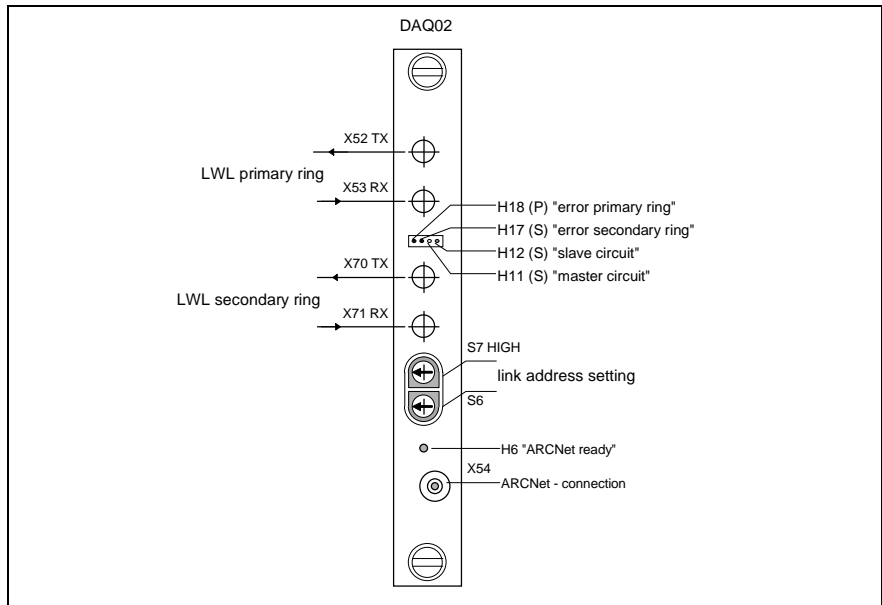 DAQ02
X52 TX
LWL primary ring
X53 RX
H18 (P) "error primary ring"
H17 (S) "error secondary ring"
H12 (S) "slave circuit"
H11 (S) "master circuit"
X70 TX
LWL secondary ring
X71 RX
S7 HIGH
link address setting
S6
H6 "ARCNet ready"
X54
ARCNet - connection